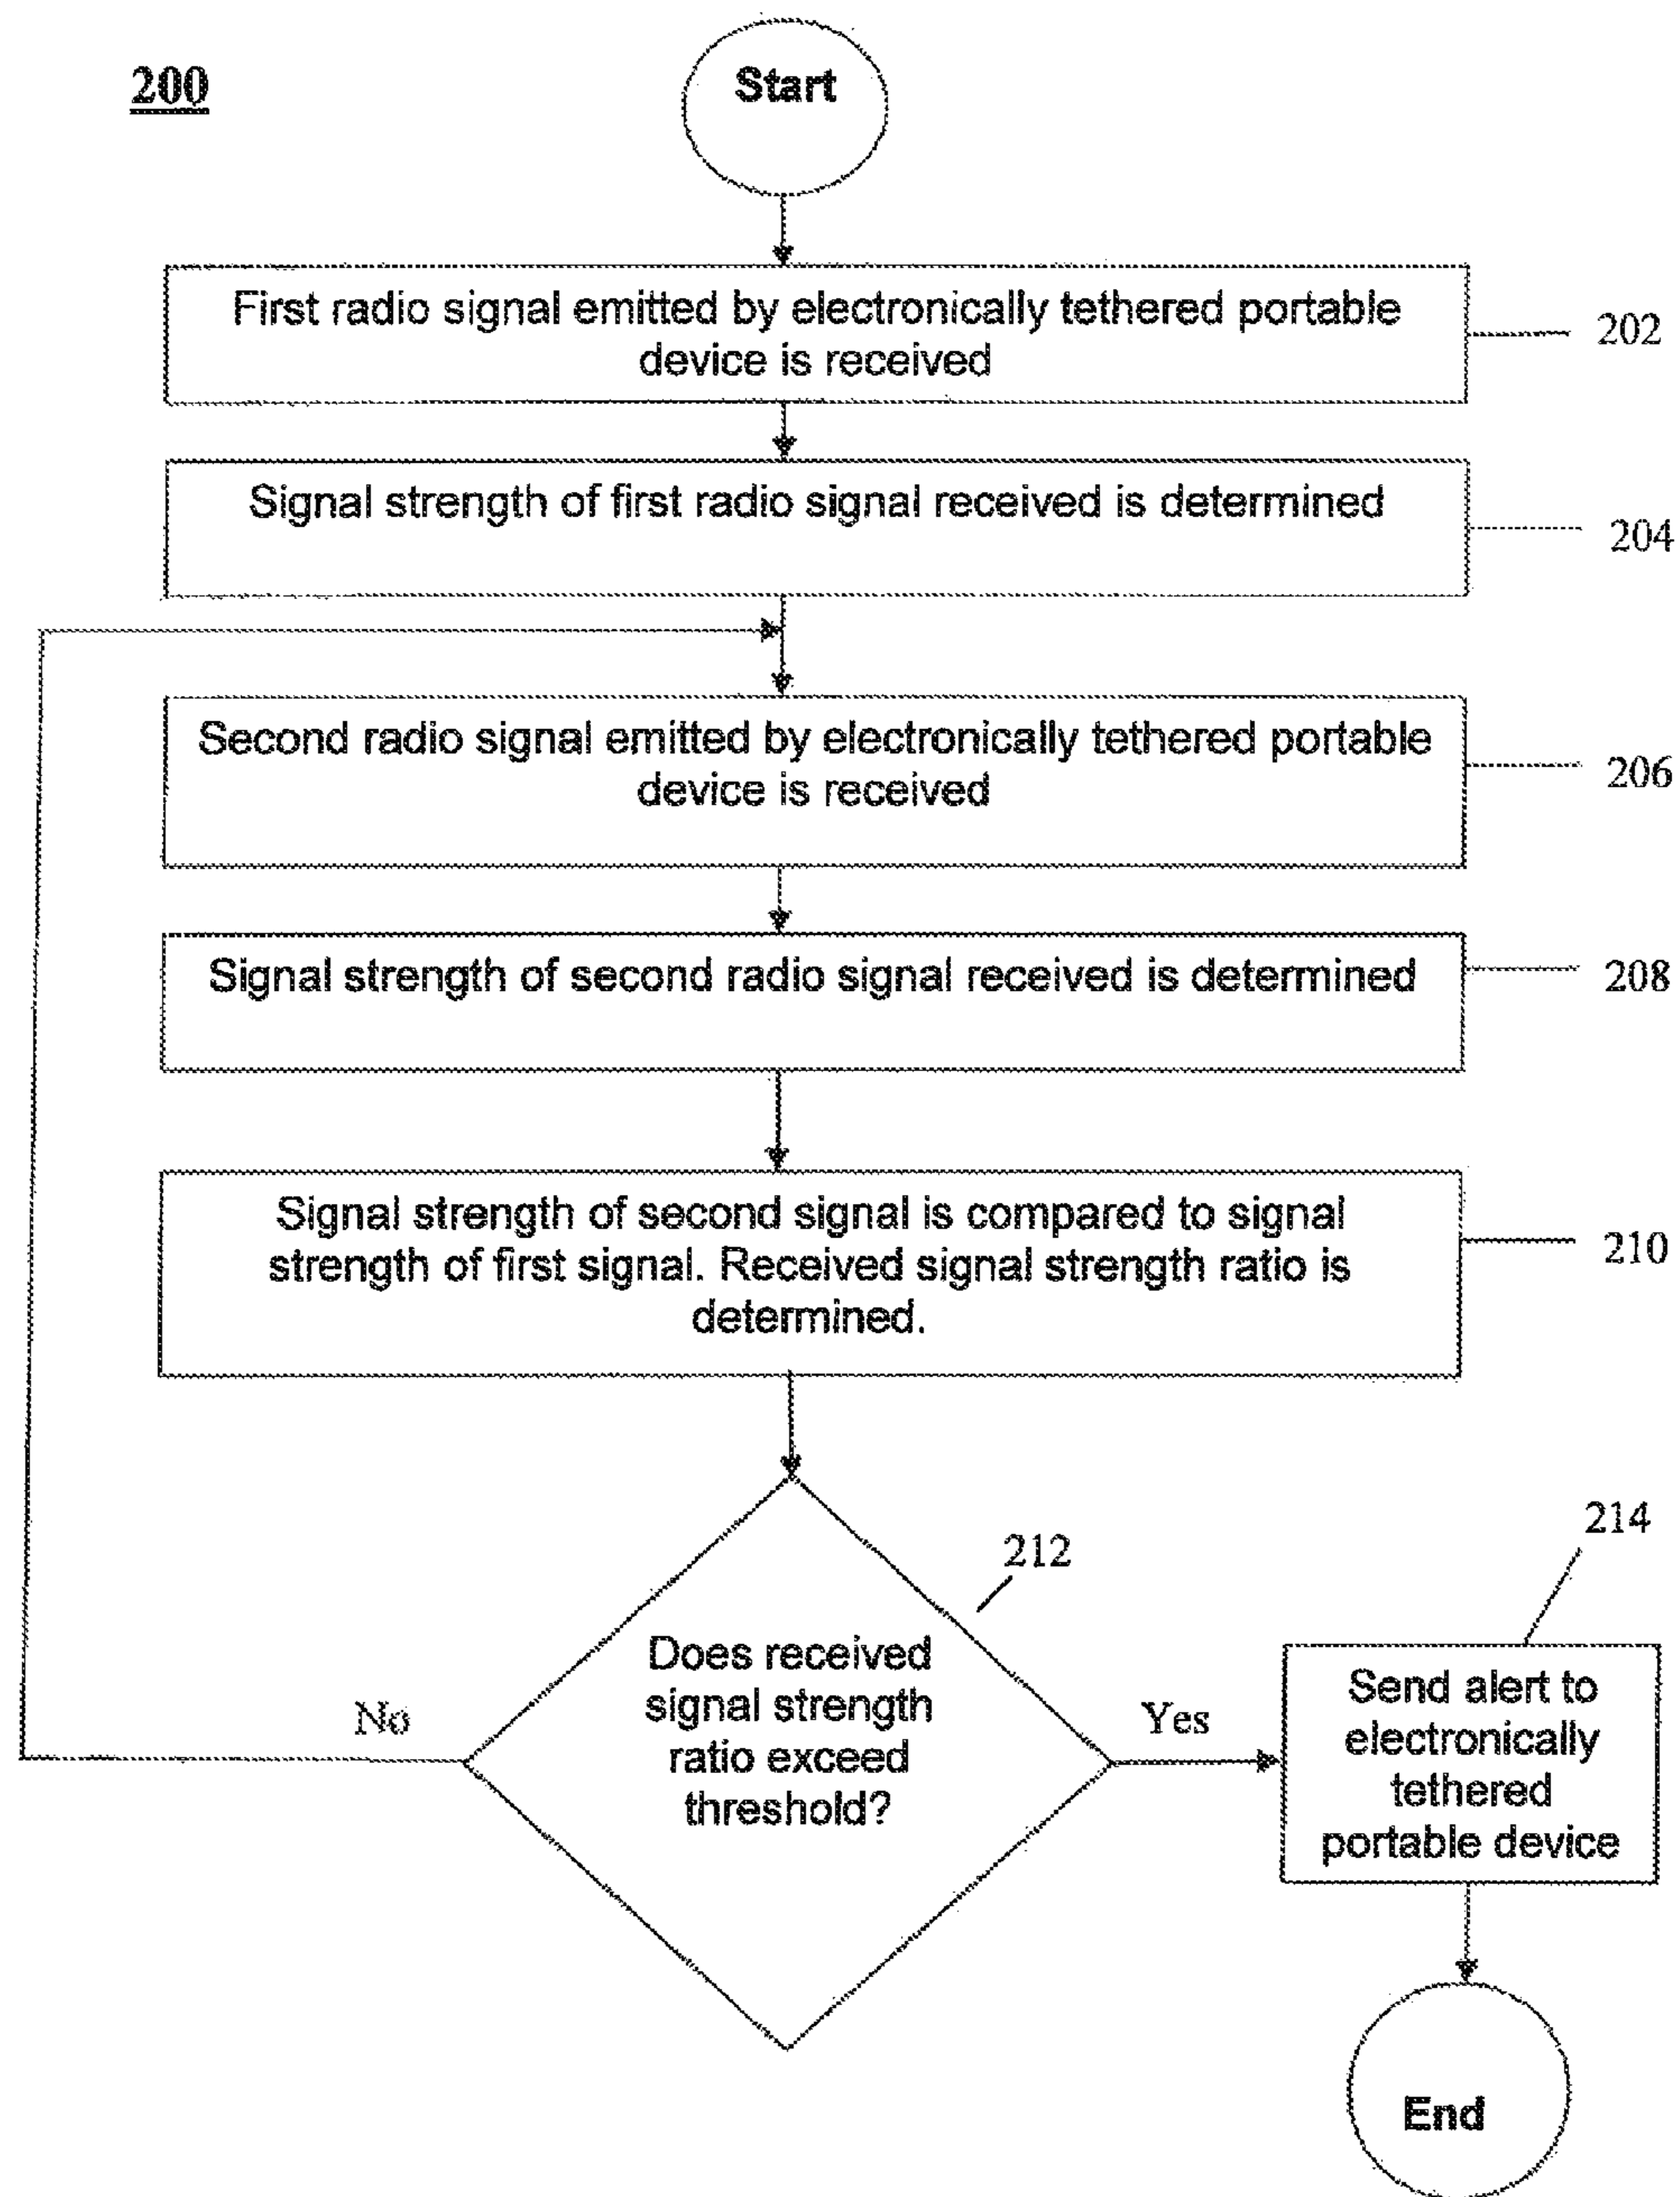 200
Start
First radio signal emitted by electronically tethered portable
device is received
202
Signal strength of first radio signal received is determined
204
Second radio signal emitted by electronically tethered portable
device is received
206
Signal strength of second radio signal received is determined
208
Signal strength of second signal is compared to signal
strength of first signal. Received signal strength ratio is
determined.
210
212
Does received
signal strength
ratio exceed
threshold?
No
Yes
214
Send alert to
electronically
tethered
portable device
End